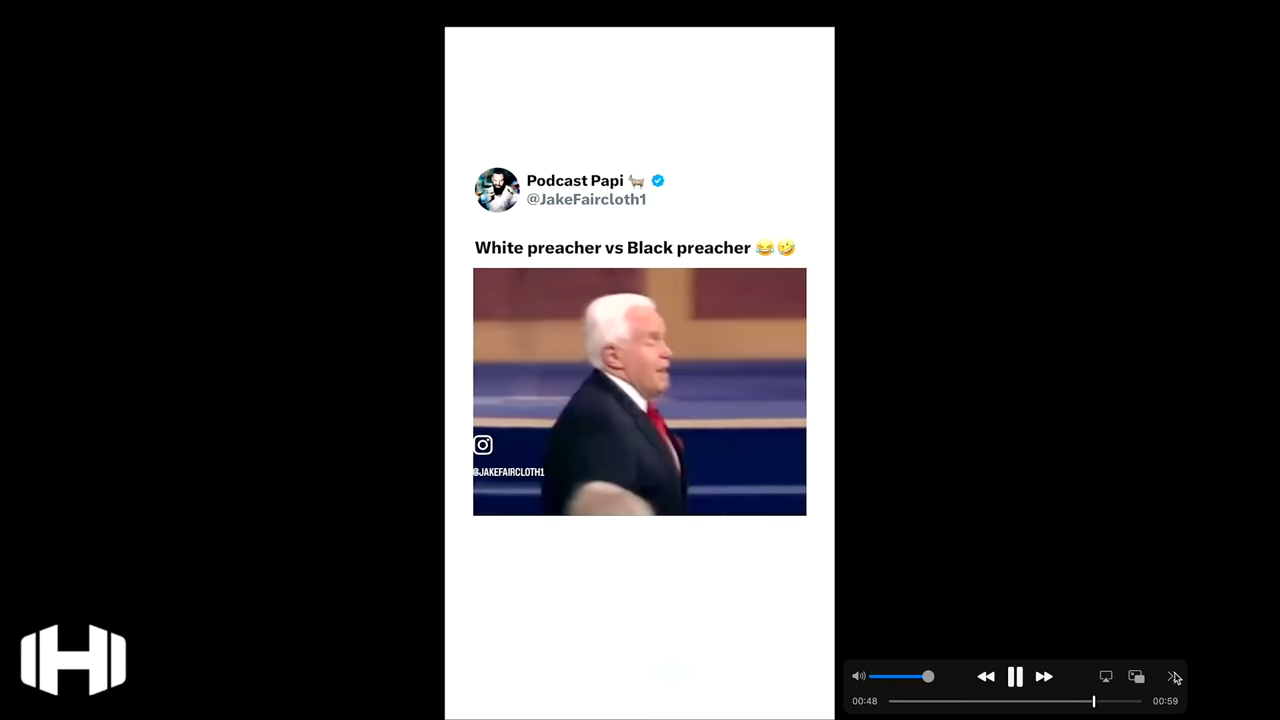 Podcast Papi 🐐
@JakeFaircloth1
White preacher vs Black preacher 😂🤣
@JAKEFAIRCLOTH1
H
00:48
00:59